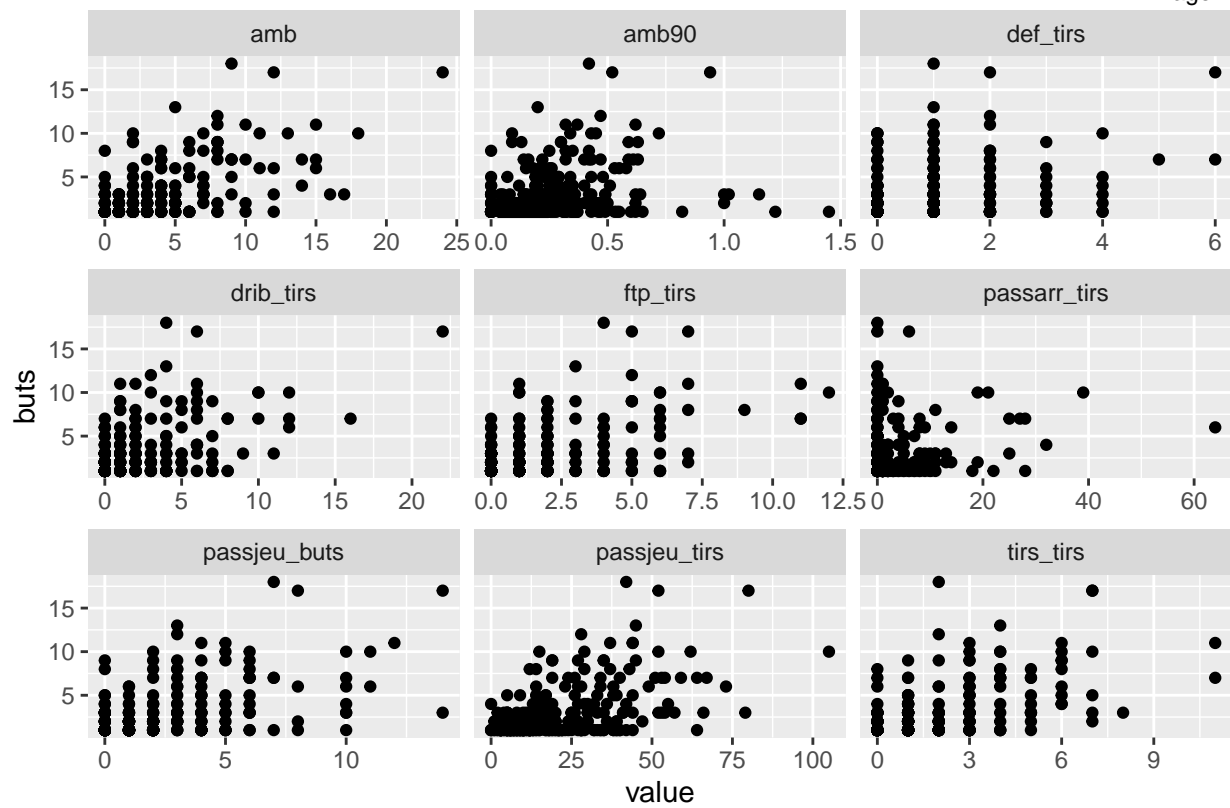 amb amb90 def_tirs
15
10
5
0 5 10 15 20 25 0.0 0.5 1.0 1.5 0 2 4 6
drib_tirs ftp_tirs passarr_tirs
15
10
5
0 5 10 15 20 0.0 2.5 5.0 7.5 10.0 12.5 0 20 40 60
buts
passjeu_buts passjeu_tirs tirs_tirs
15
10
5
0 5 10 0 25 50 75 100 0 3 6 9
value